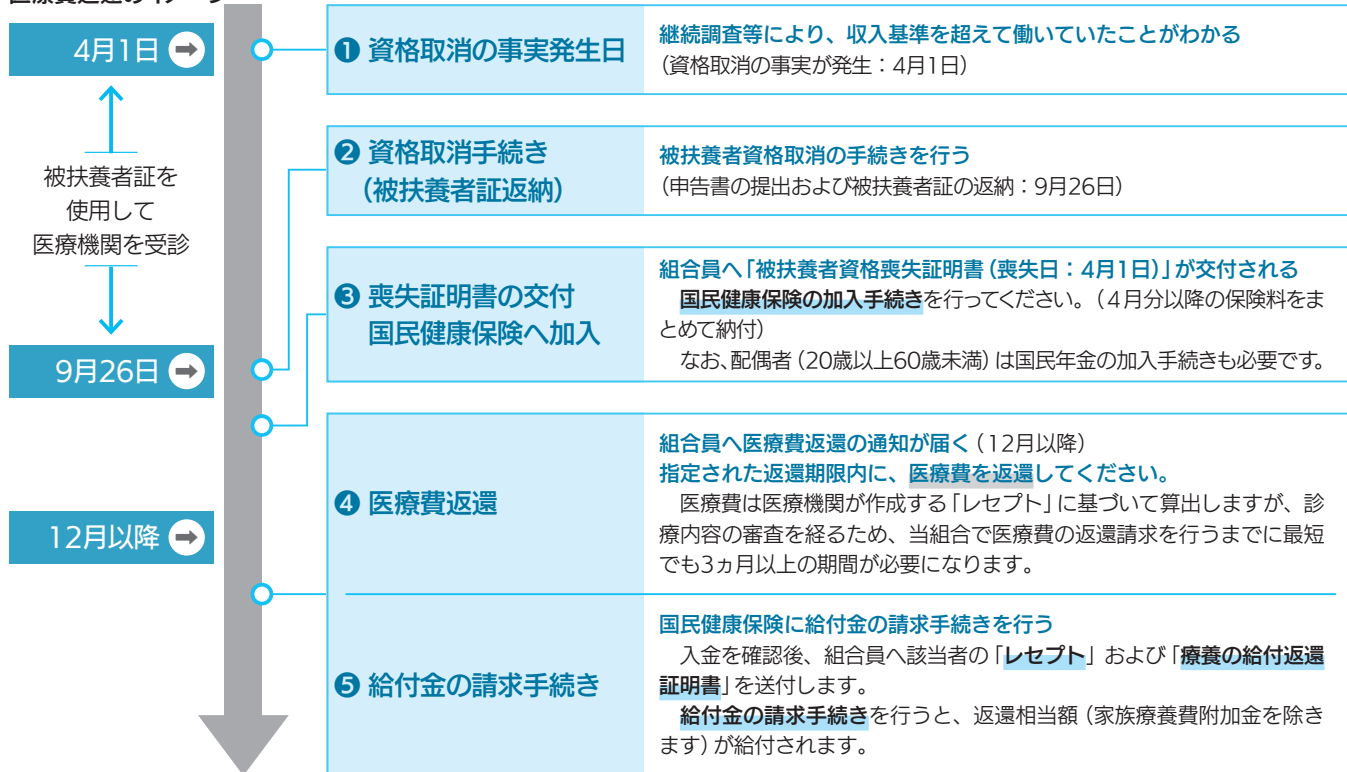 4月1日
被扶養者証を
使用して
医療機関を受診
9月26日
12月以降
❶ 資格取消の事実発生日
継続調査等により、収入基準を超えて働いていたことがわかる
(資格取消の事実が発生：4月1日)
❷ 資格取消手続き
(被扶養者証返納)
被扶養者資格取消の手続きを行う
(申告書の提出および被扶養者証の返納：9月26日)
❸ 喪失証明書の交付
国民健康保険へ加入
組合員へ「被扶養者資格喪失証明書(喪失日：4月1日)」が交付される
国民健康保険の加入手続きを行ってください。(4月分以降の保険料をま
とめて納付)
なお、配偶者(20歳以上60歳未満)は国民年金の加入手続きも必要です。
❹ 医療費返還
組合員へ医療費返還の通知が届く(12月以降)
指定された返還期限内に、医療費を返還してください。
医療費は医療機関が作成する「レセプト」に基づいて算出しますが、診
療内容の審査を経るため、当組合で医療費の返還請求を行うまでに最短
でも3ヵ月以上の期間が必要になります。
❺ 給付金の請求手続き
国民健康保険に給付金の請求手続きを行う
入金を確認後、組合員へ該当者の「レセプト」および「療養の給付返還
証明書」を送付します。
給付金の請求手続きを行うと、返還相当額(家族療養費附加金を除き
ます)が給付されます。